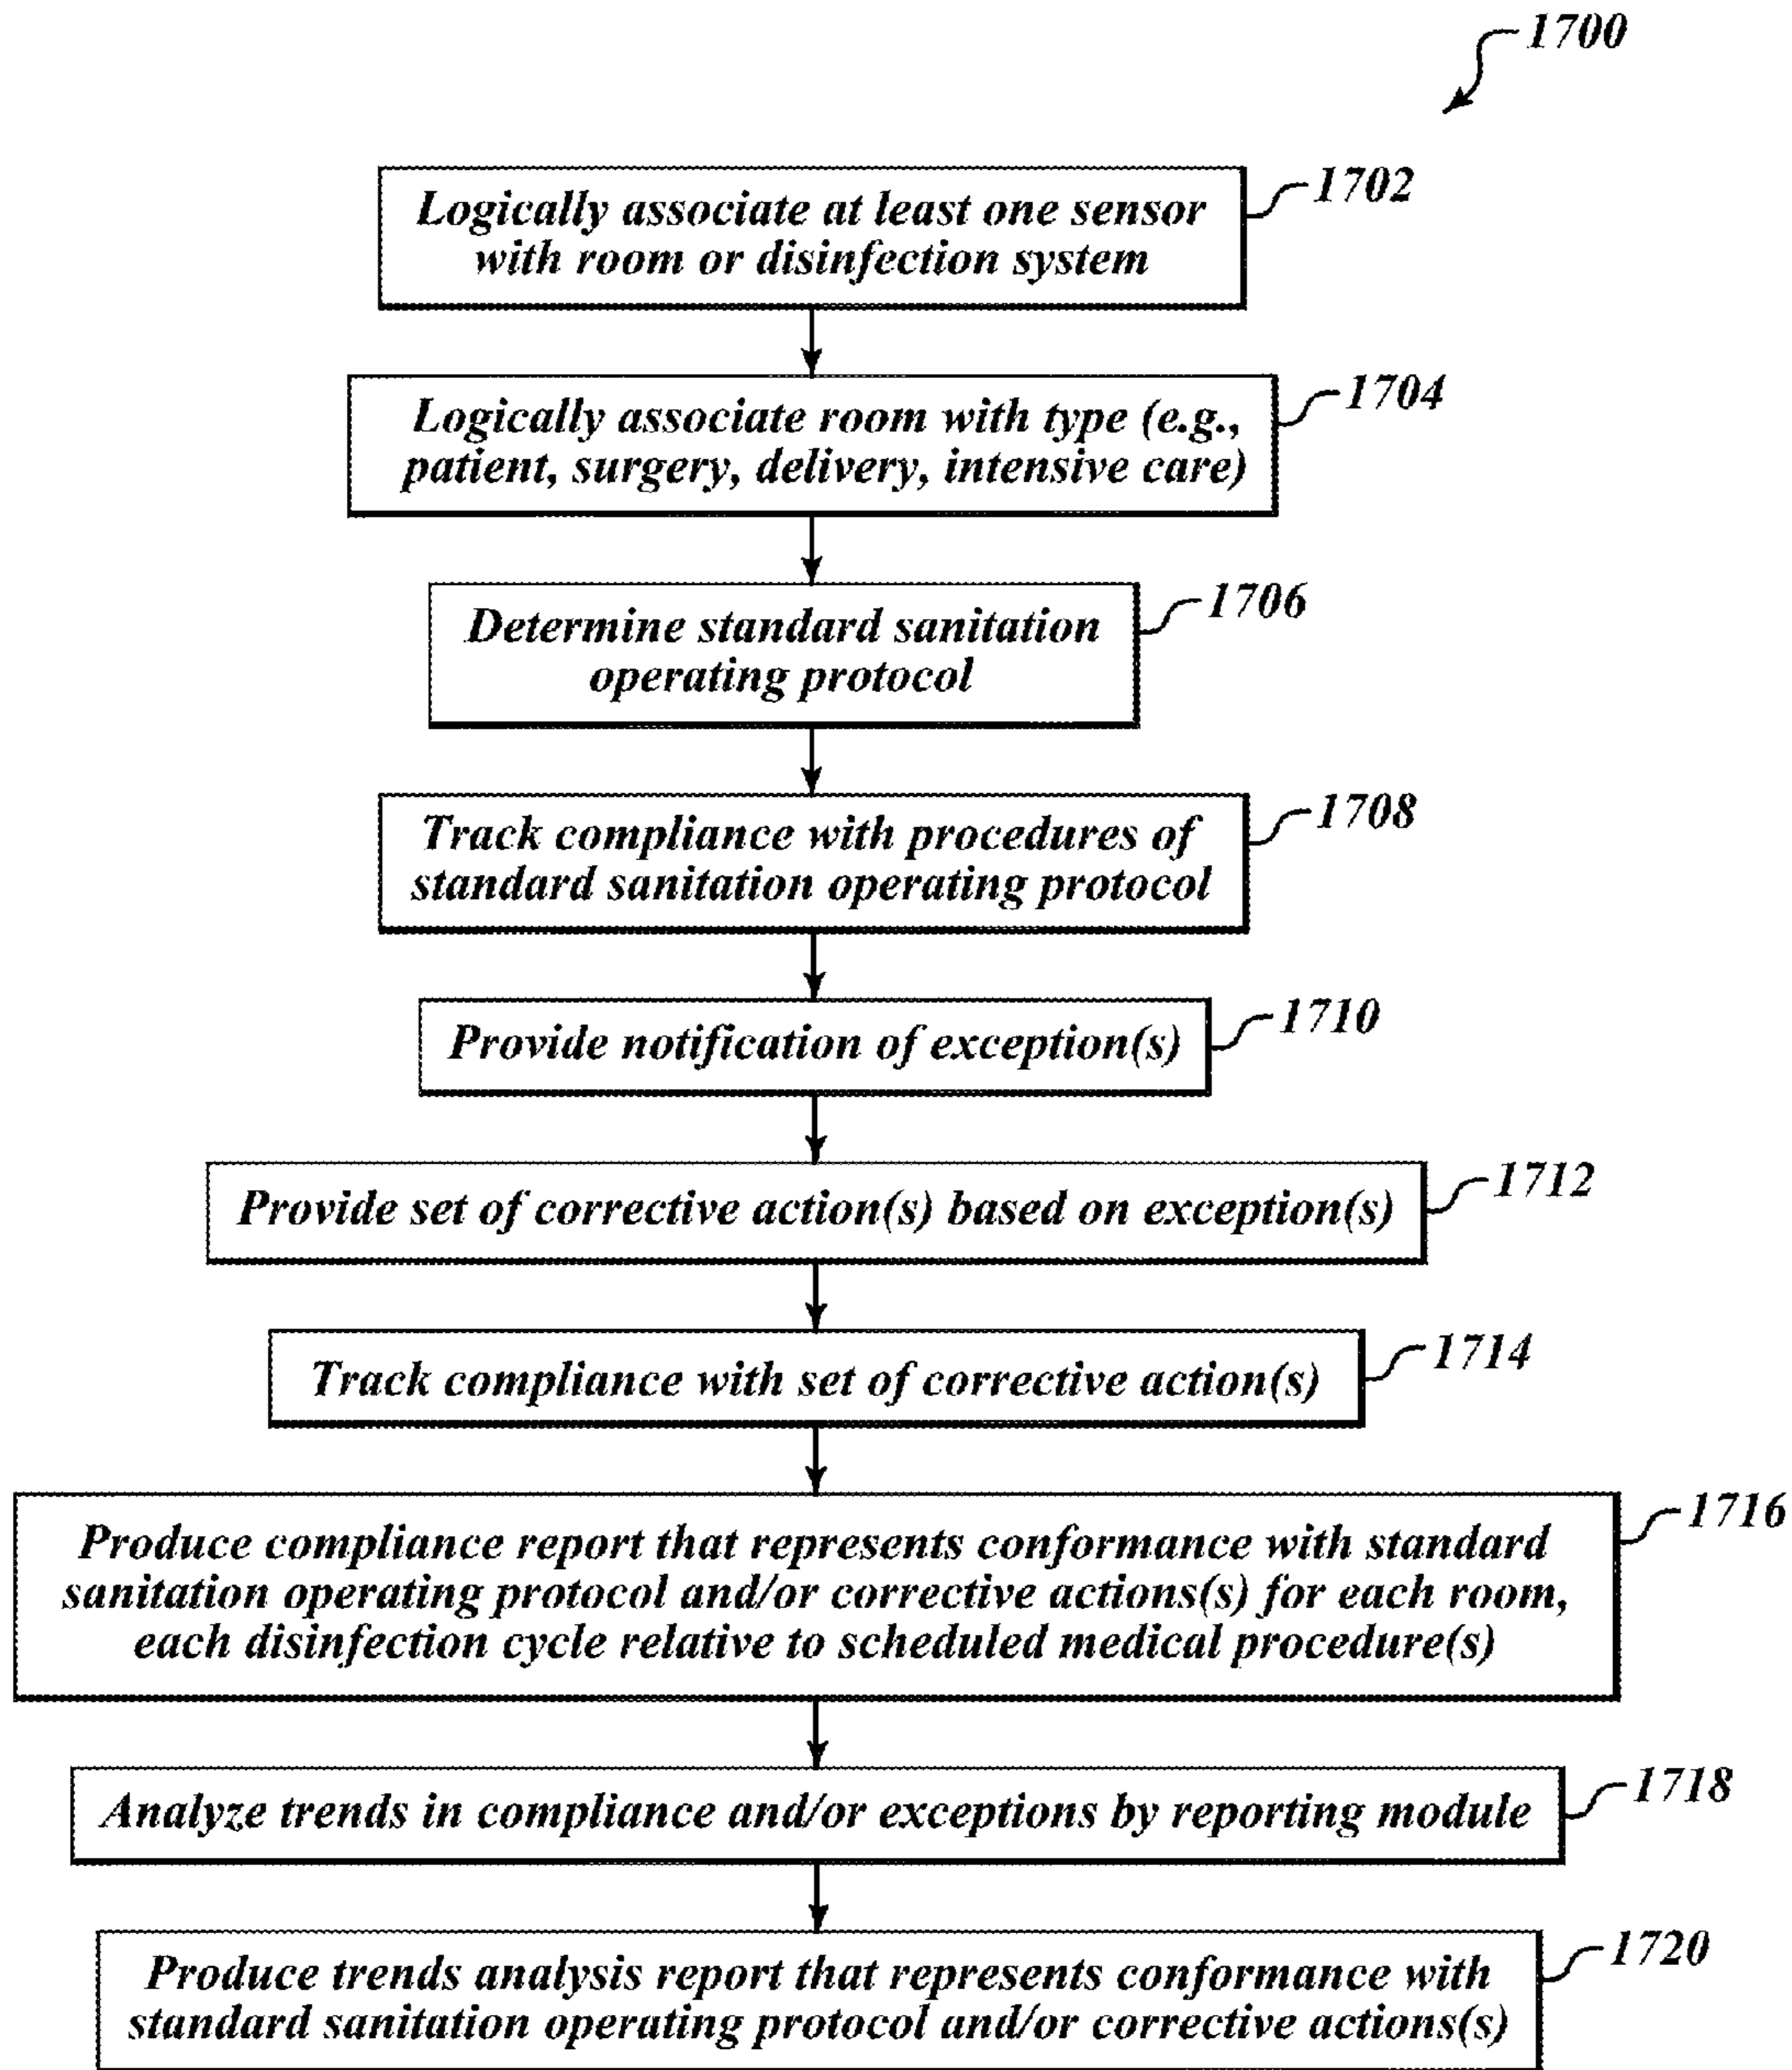 1700
Logically associate at least one sensor
with room or disinfection system
1702
Logically associate room with type (e.g.,
patient, surgery, delivery, intensive care)
1704
Determine standard sanitation
operating protocol
1706
Track compliance with procedures of
standard sanitation operating protocol
1708
Provide notification of exception(s)
1710
Provide set of corrective action(s) based on exception(s)
1712
Track compliance with set of corrective action(s)
1714
Produce compliance report that represents conformance with standard
sanitation operating protocol and/or corrective actions(s) for each room,
each disinfection cycle relative to scheduled medical procedure(s)
1716
Analyze trends in compliance and/or exceptions by reporting module
1718
Produce trends analysis report that represents conformance with
standard sanitation operating protocol and/or corrective actions(s)
1720